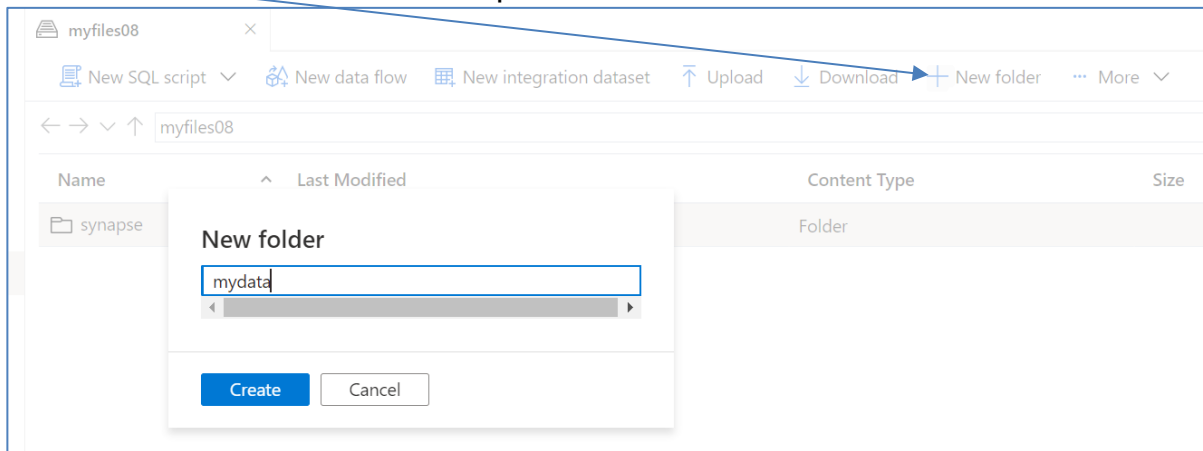 myfiles08
New SQL script New data flow New integration dataset Upload Download New folder More
myfiles08
Name Last Modified Content Type Size
synapse Folder
New folder
mydata
Create Cancel